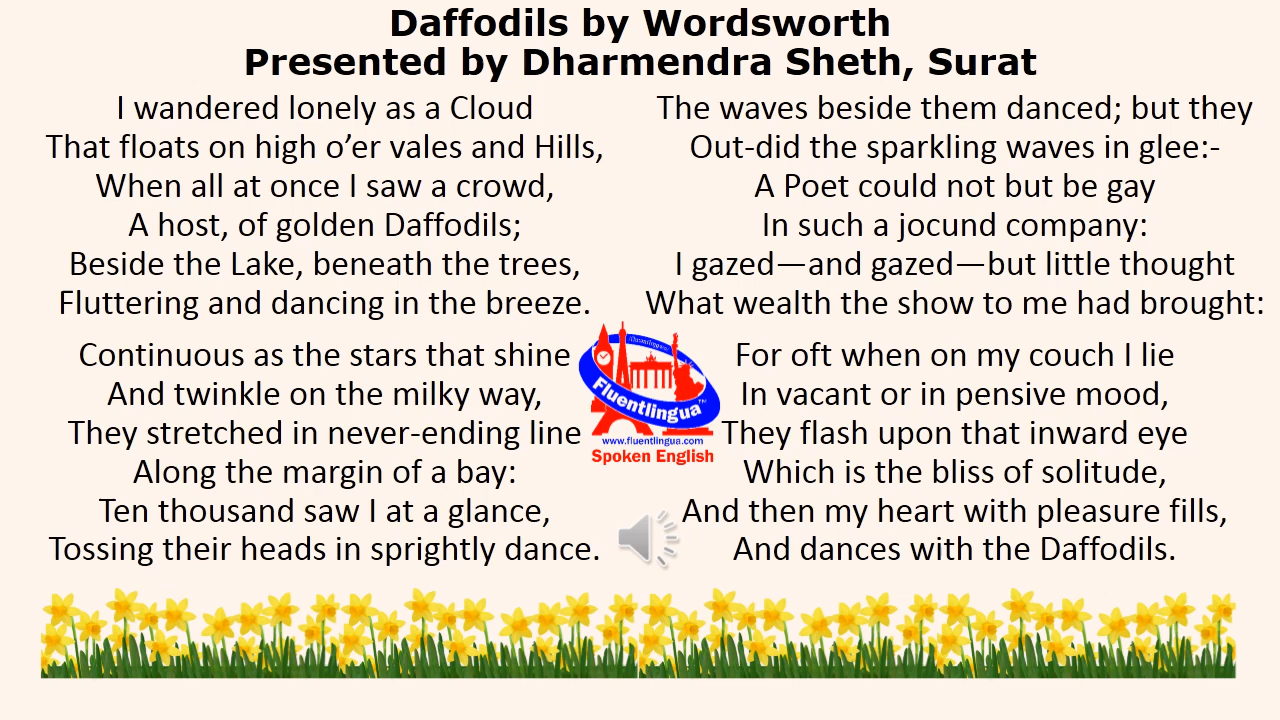 Daffodils by Wordsworth
Presented by Dharmendra Sheth, Surat
I wandered lonely as a Cloud
That floats on high o’er vales and Hills,
When all at once I saw a crowd,
A host, of golden Daffodils;
Beside the Lake, beneath the trees,
Fluttering and dancing in the breeze.
Continuous as the stars that shine
And twinkle on the milky way,
They stretched in never-ending line
Along the margin of a bay:
Ten thousand saw I at a glance,
Tossing their heads in sprightly dance.
The waves beside them danced; but they
Out-did the sparkling waves in glee:-
A Poet could not but be gay
In such a jocund company:
I gazed—and gazed—but little thought
What wealth the show to me had brought:
For oft when on my couch I lie
In vacant or in pensive mood,
They flash upon that inward eye
Which is the bliss of solitude,
And then my heart with pleasure fills,
And dances with the Daffodils.
Fluentlingua™
www.fluentlingua.com
Spoken English